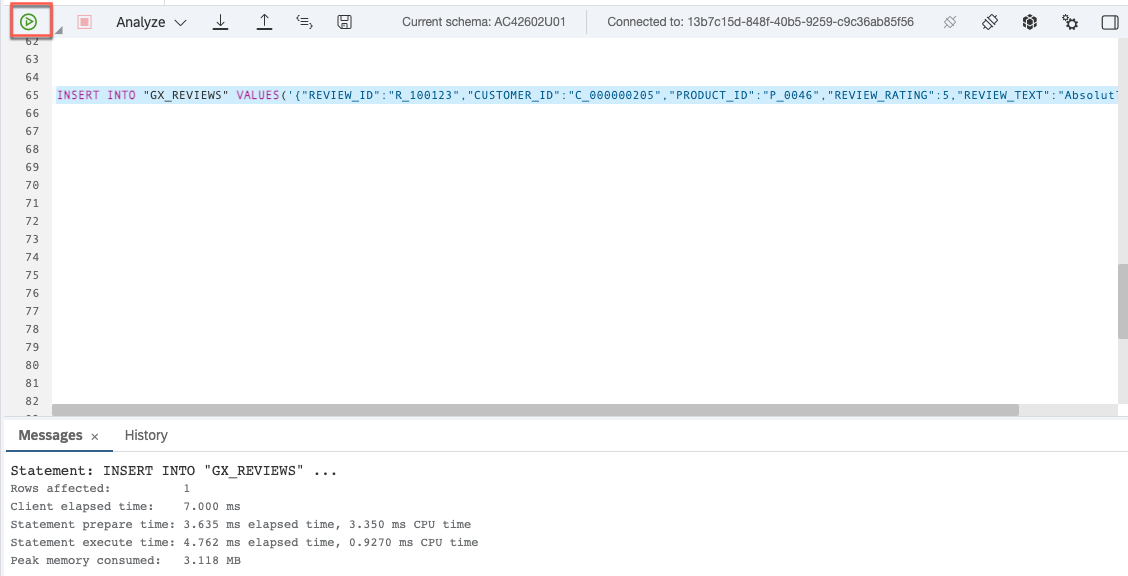 Analyze Current schema: AC42602U01 Connected to: 13b7c15d-848f-40b5-9259-c9c36ab85f56
62
63
64
65 INSERT INTO "GX_REVIEWS" VALUES('{"REVIEW_ID":"R_100123","CUSTOMER_ID":"C_000000205","PRODUCT_ID":"P_0046","REVIEW_RATING":5,"REVIEW_TEXT":"Absolut
66
67
68
69
70
71
72
73
74
75
76
77
78
79
80
81
82
Messages × History
Statement: INSERT INTO "GX_REVIEWS" ...
Rows affected: 1
Client elapsed time: 7.000 ms
Statement prepare time: 3.635 ms elapsed time, 3.350 ms CPU time
Statement execute time: 4.762 ms elapsed time, 0.9270 ms CPU time
Peak memory consumed: 3.118 MB